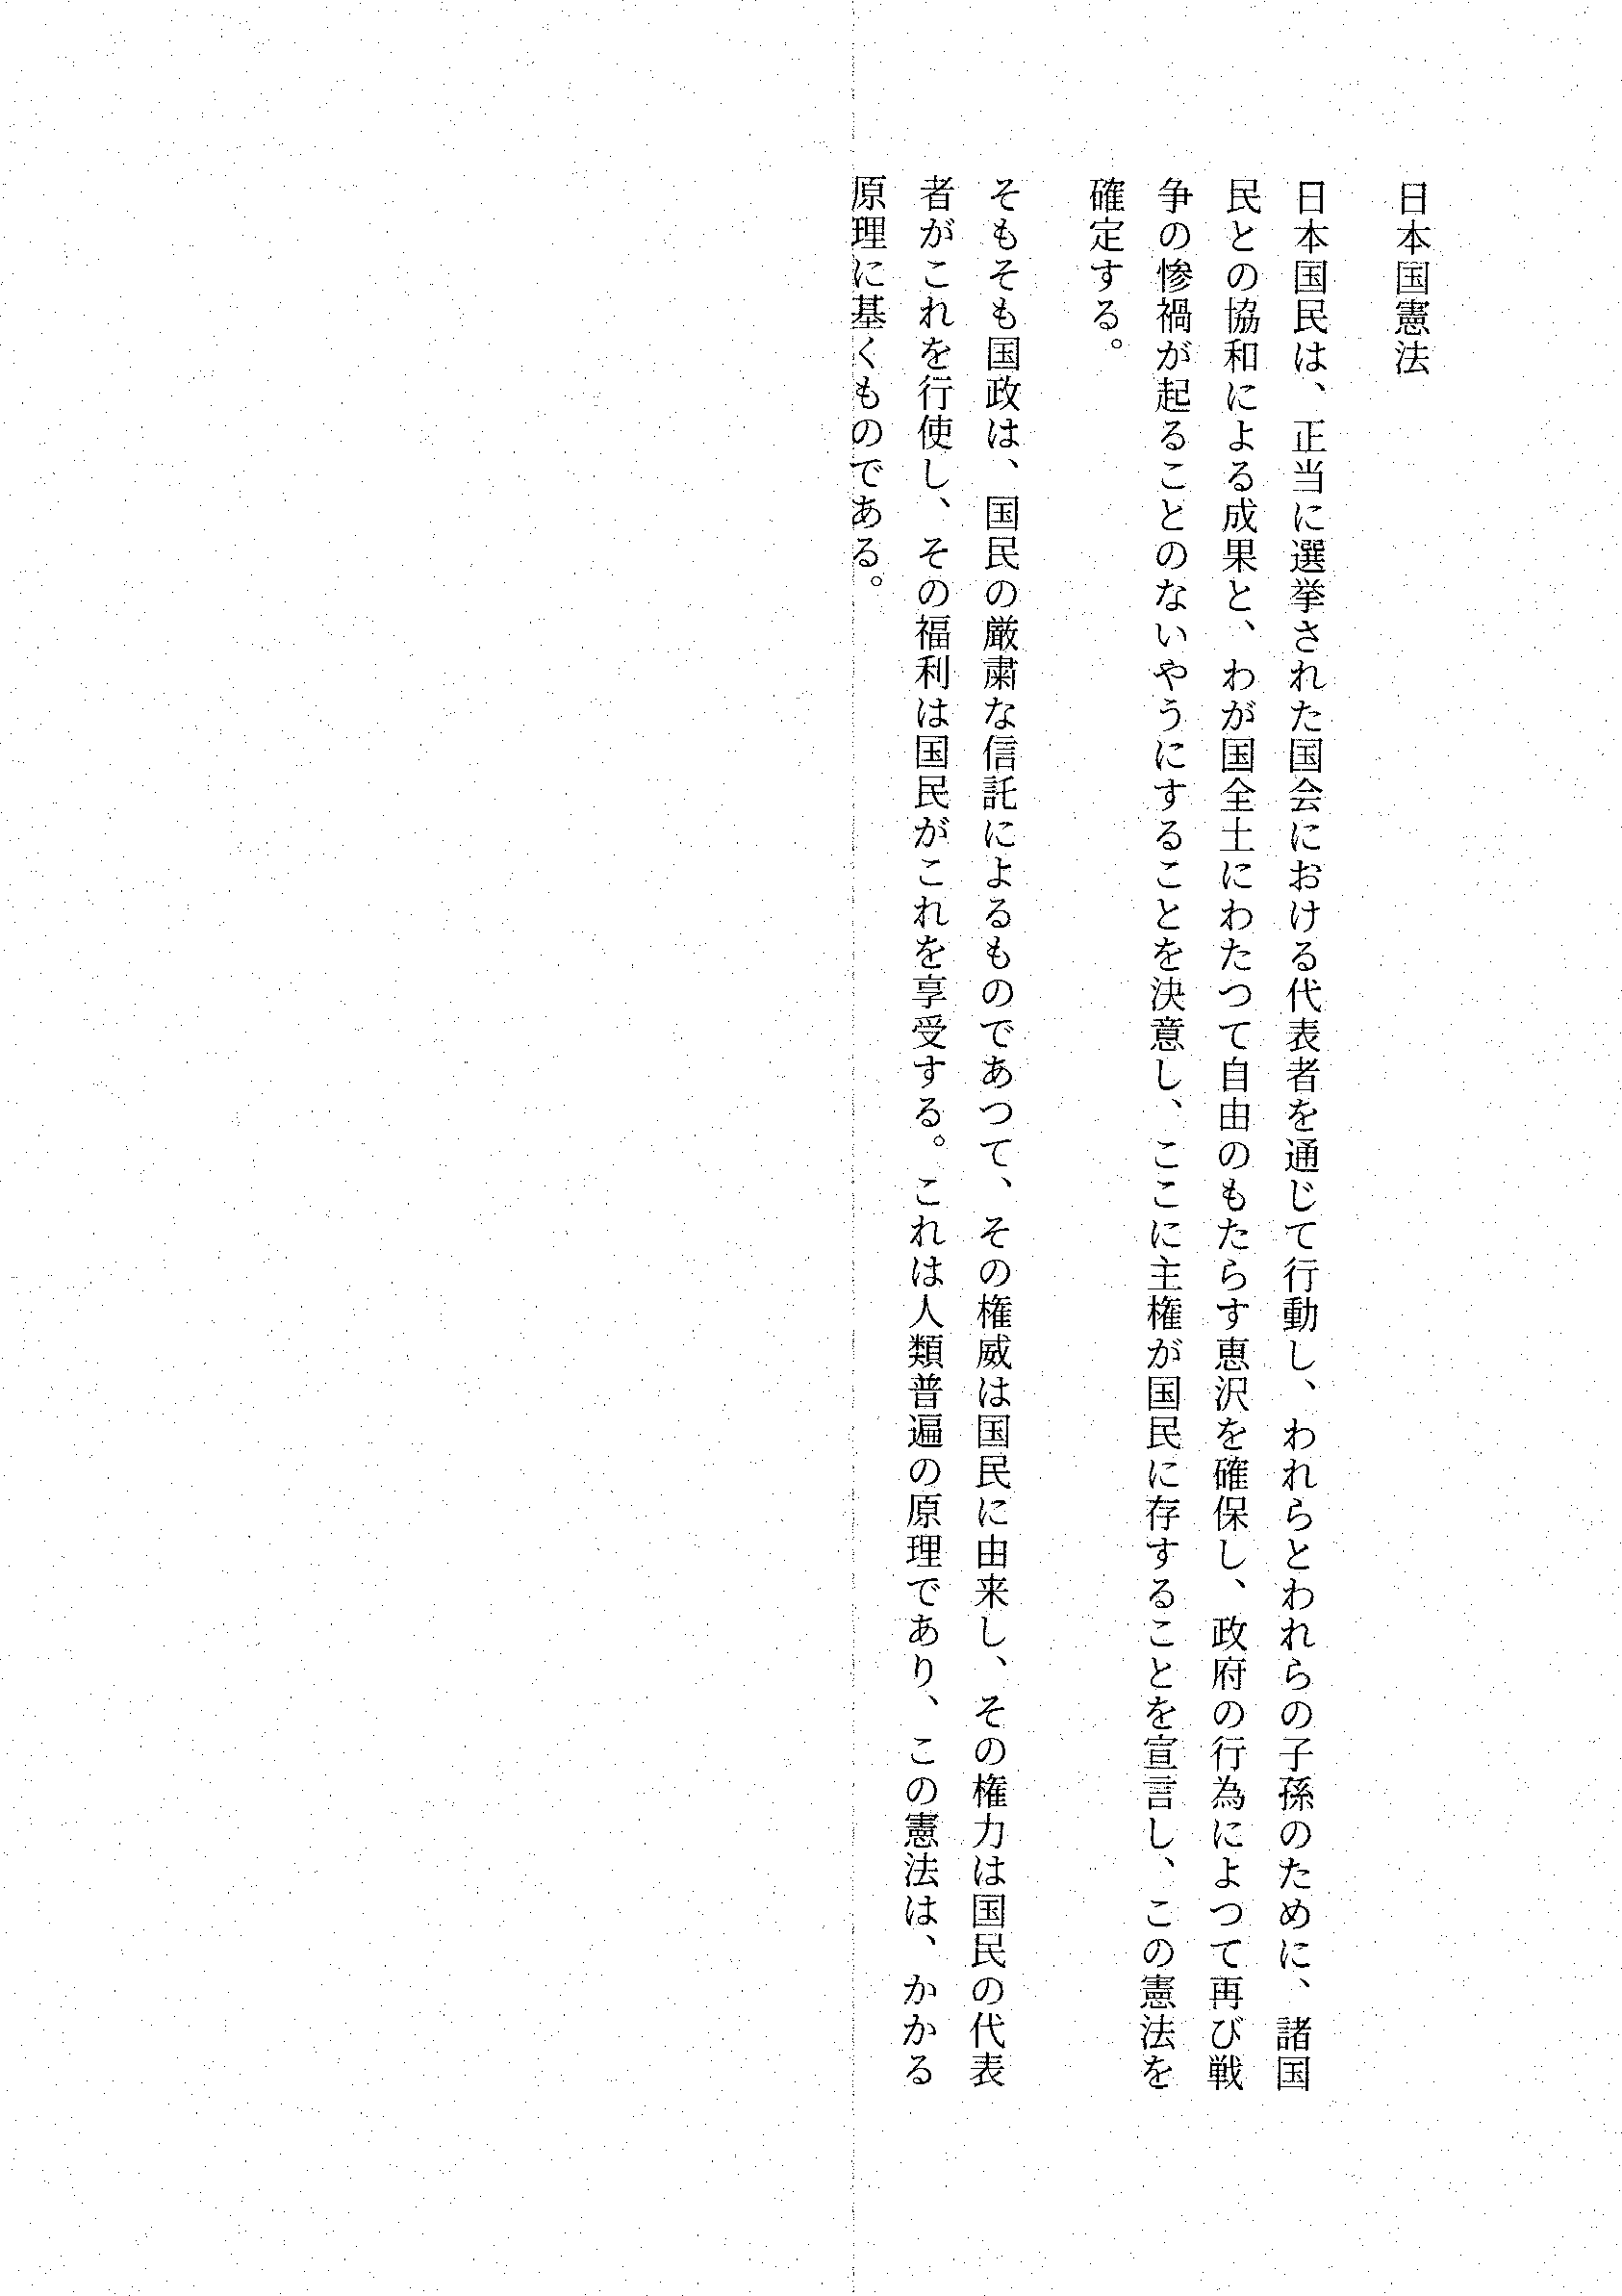 日本国憲法
日本国民は、正当に選挙された国会における代表者を通じて行動し、われらとわれらの子孫のために、諸国
民との協和による成果と、わが国全土にわたつて自由のもたらす恵沢を確保し、政府の行為によつて再び戦
争の惨禍が起ることのないやうにすることを決意し、ここに主権が国民に存することを宣言し、この憲法を
確定する。
そもそも国政は、国民の厳粛な信託によるものであつて、その権威は国民に由来し、その権力は国民の代表
者がこれを行使し、その福利は国民がこれを享受する。これは人類普遍の原理であり、この憲法は、かかる
原理に基くものである。